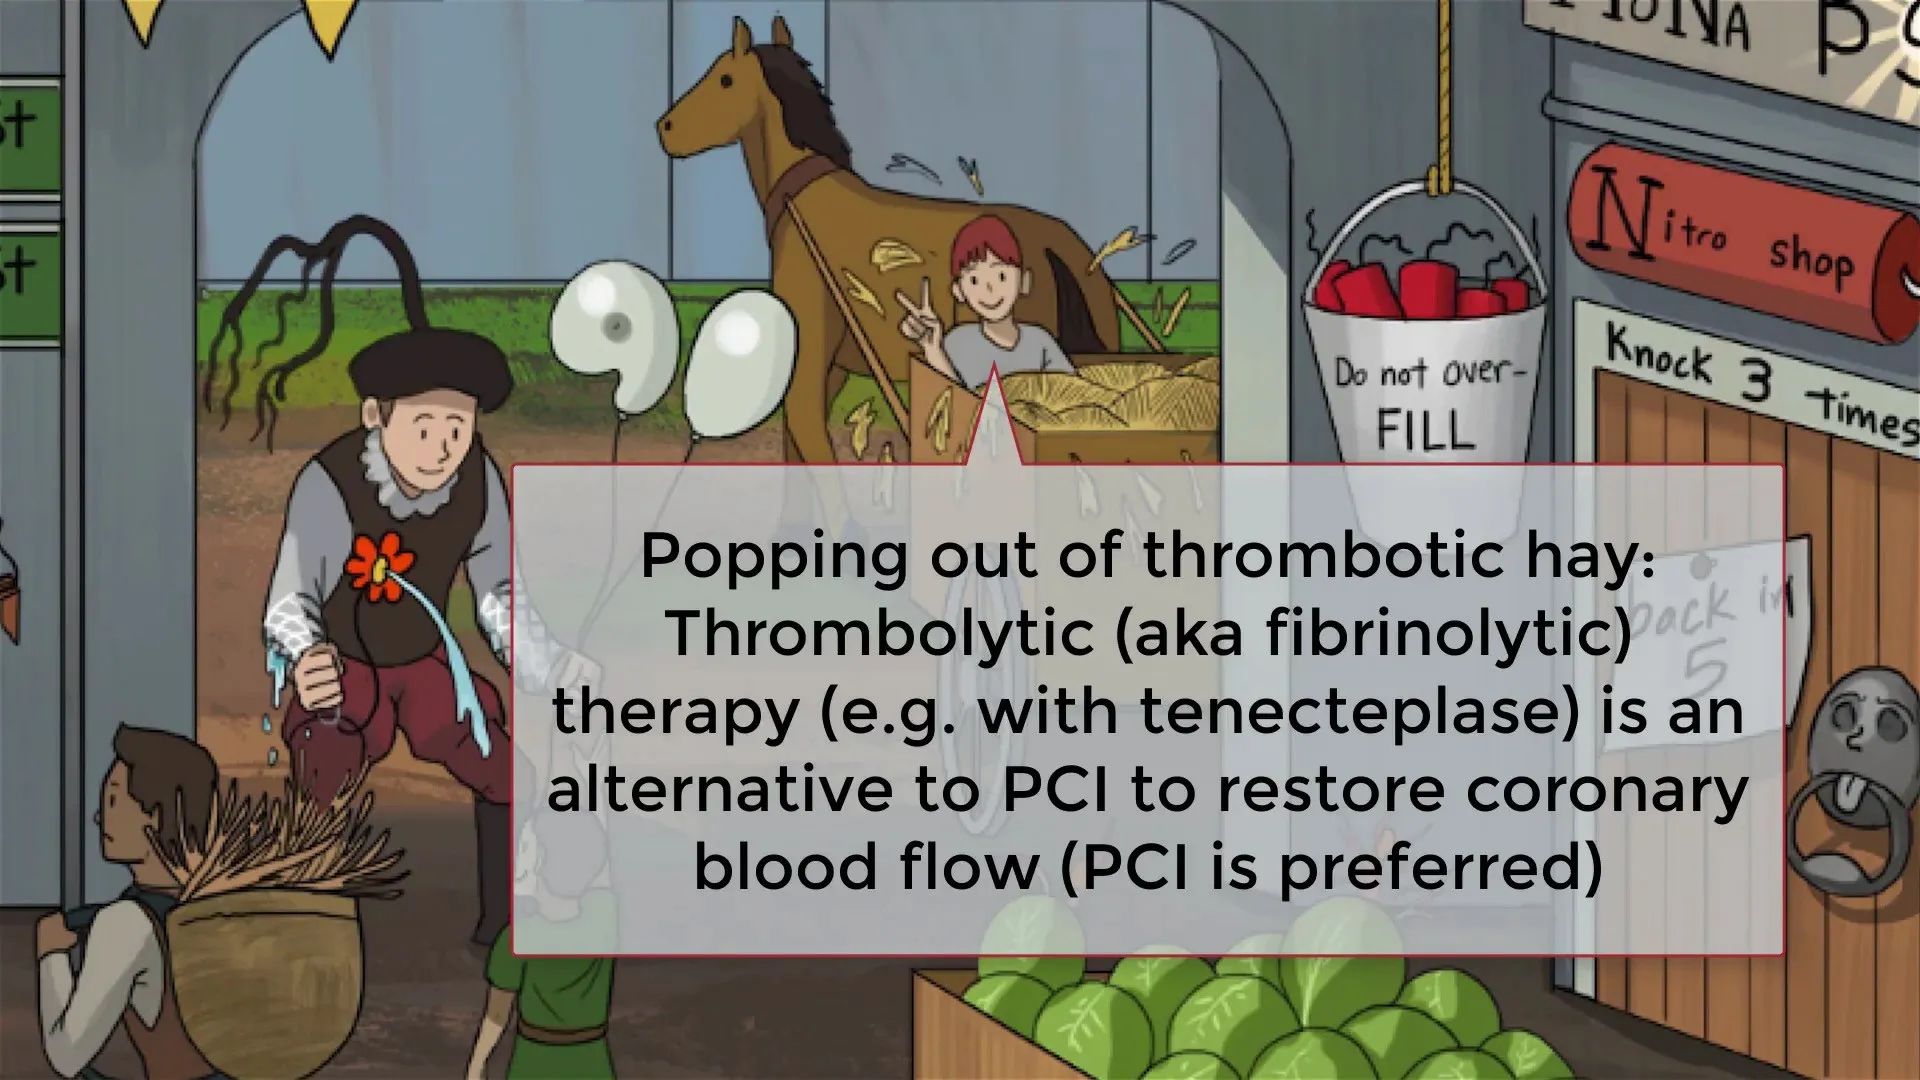 MoNA
st
st
Nitro shop
Knock 3 times
Do not over-
FILL
back in
5
Popping out of thrombotic hay:
Thrombolytic (aka fibrinolytic)
therapy (e.g. with tenecteplase) is an
alternative to PCI to restore coronary
blood flow (PCI is preferred)